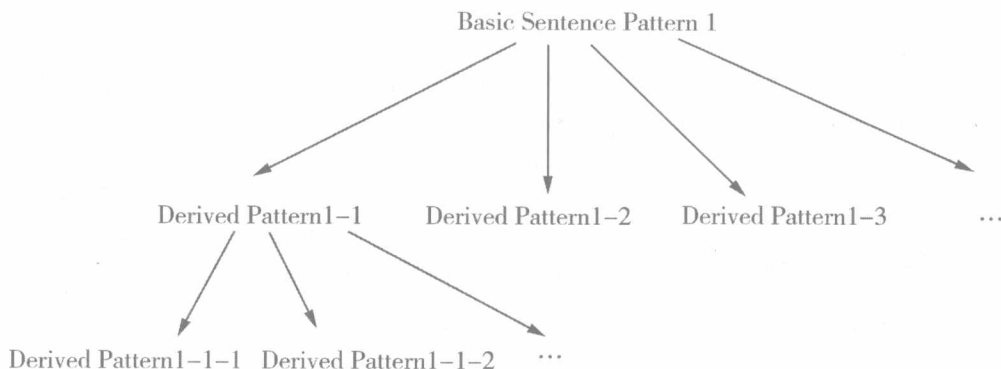 Basic Sentence Pattern 1
Derived Pattern1-1 Derived Pattern1-2 Derived Pattern1-3 …
Derived Pattern1-1-1 Derived Pattern1-1-2 …